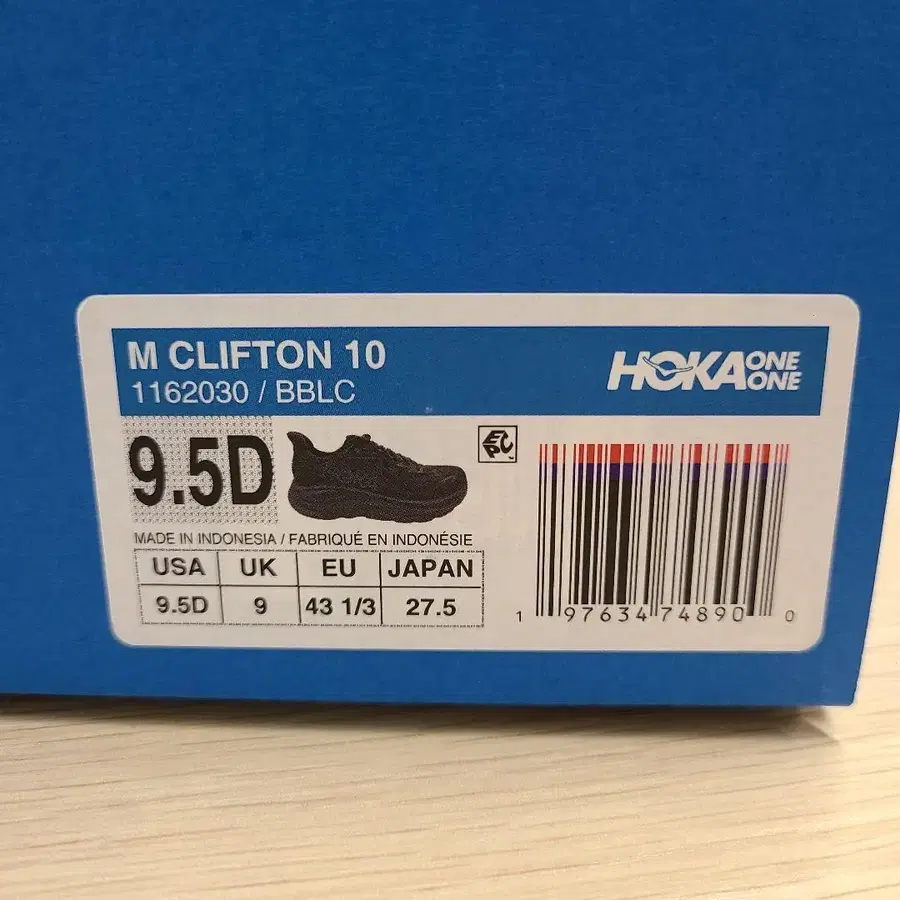 M CLIFTON 10
1162030 / BBLC
HOKA ONE ONE
9.5D
EPC
MADE IN INDONESIA / FABRIQUÉ EN INDONÉSIE
USA UK EU JAPAN
9.5D 9 43 1/3 27.5
1 97634 74890 0